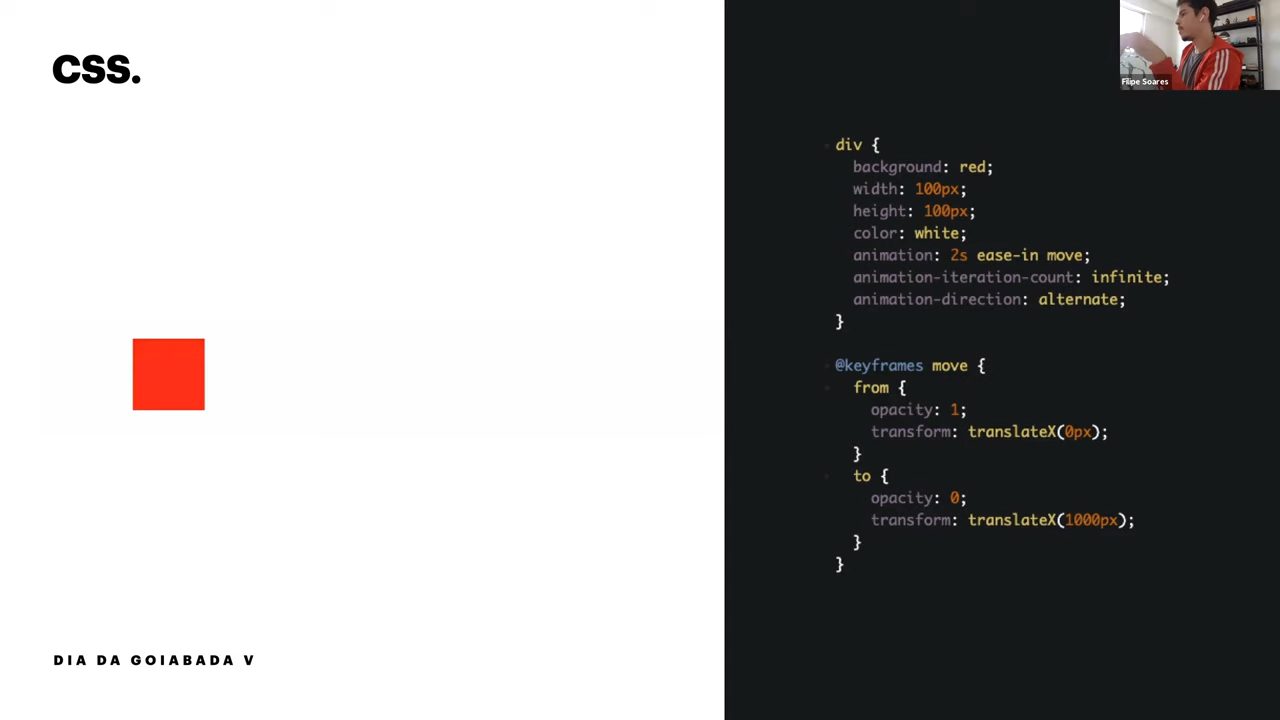 CSS.
Filipe Soares
div {
  background: red;
  width: 100px;
  height: 100px;
  color: white;
  animation: 2s ease-in move;
  animation-iteration-count: infinite;
  animation-direction: alternate;
}
@keyframes move {
  from {
    opacity: 1;
    transform: translateX(0px);
  }
  to {
    opacity: 0;
    transform: translateX(1000px);
  }
}
DIA DA GOIABADA V